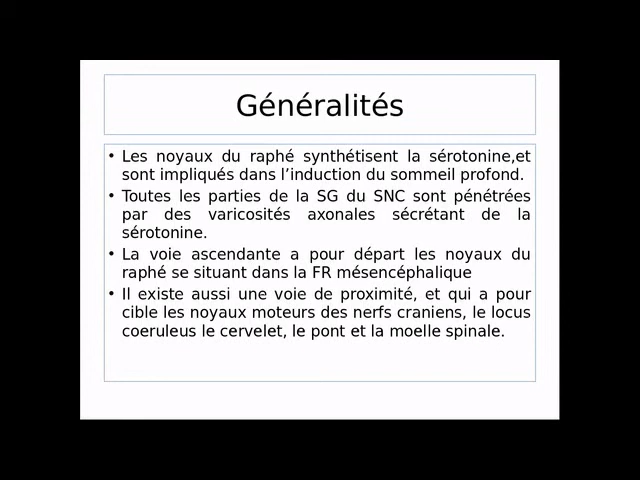 Généralités
• Les noyaux du raphé synthétisent la sérotonine,et
sont impliqués dans l’induction du sommeil profond.
• Toutes les parties de la SG du SNC sont pénétrées
par des varicosités axonales sécrétant de la
sérotonine.
• La voie ascendante a pour départ les noyaux du
raphé se situant dans la FR mésencéphalique
• Il existe aussi une voie de proximité, et qui a pour
cible les noyaux moteurs des nerfs craniens, le locus
coeruleus le cervelet, le pont et la moelle spinale.